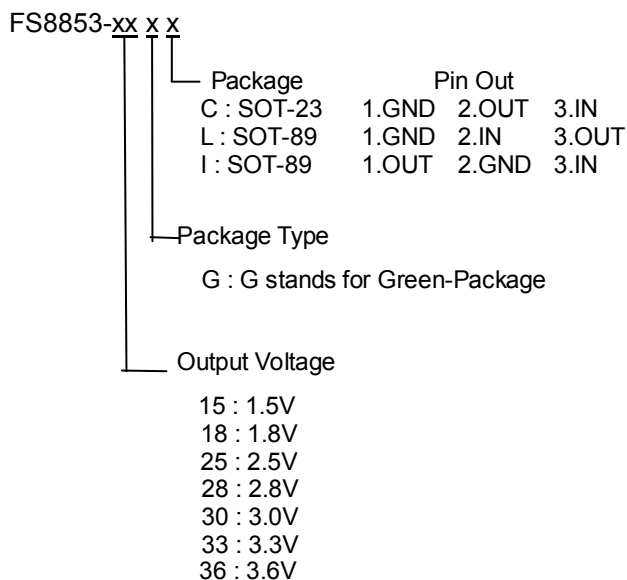 FS8853-xx x x
Package Pin Out
C : SOT-23 1.GND 2.OUT 3.IN
L : SOT-89 1.GND 2.IN 3.OUT
I : SOT-89 1.OUT 2.GND 3.IN
Package Type
G : G stands for Green-Package
Output Voltage
15 : 1.5V
18 : 1.8V
25 : 2.5V
28 : 2.8V
30 : 3.0V
33 : 3.3V
36 : 3.6V